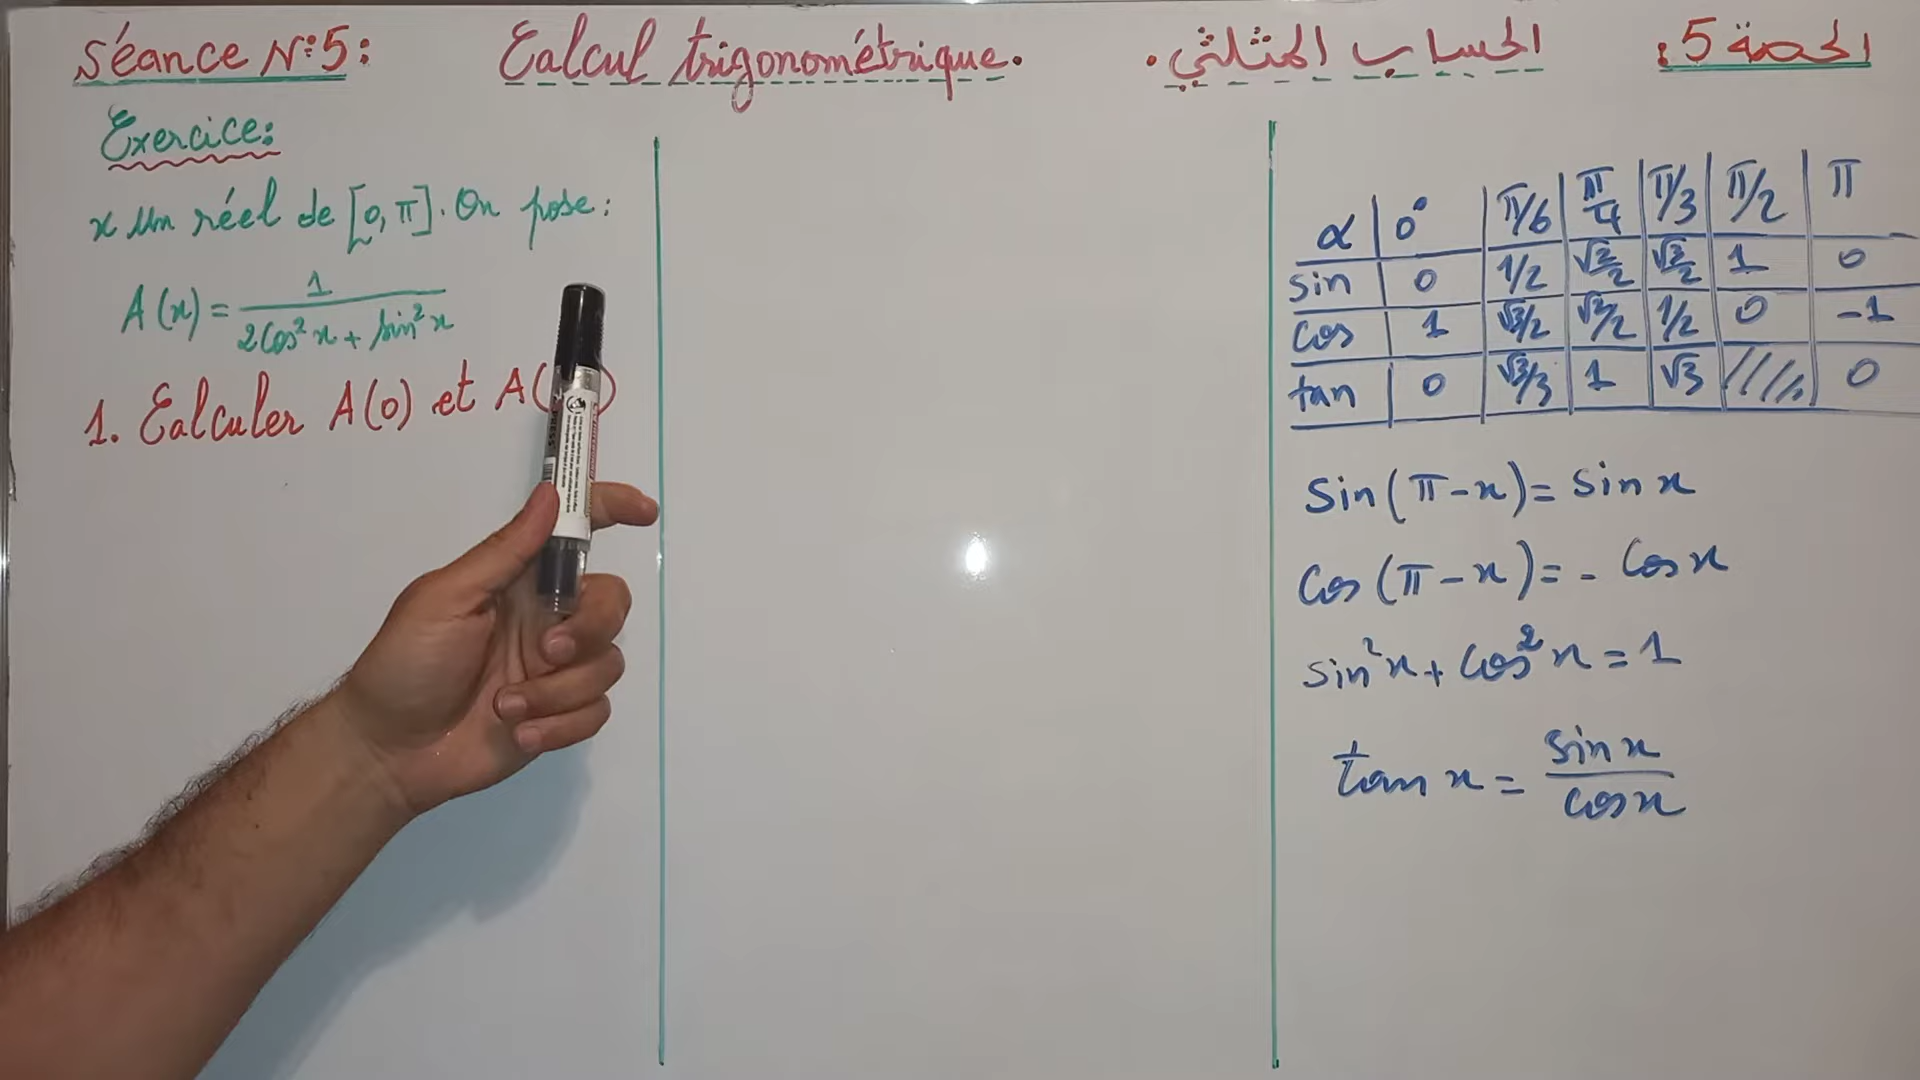 Séance N°5:
Calcul trigonométrique.
الحساب المثلثي.
الحصة 5:
Exercice:
x un réel de [0, π]. On pose:
A(x) = 1 / (2cos²x + sin²x)
1. Calculer A(0) et A( )
α | 0° | π/6 | π/4 | π/3 | π/2 | π
sin | 0 | 1/2 | √2/2 | √3/2 | 1 | 0
cos | 1 | √3/2 | √2/2 | 1/2 | 0 | -1
tan | 0 | √3/3 | 1 | √3 | //// | 0
sin(π-x) = sin x
cos(π-x) = - cos x
sin²x + cos²x = 1
tan x = sin x / cos x